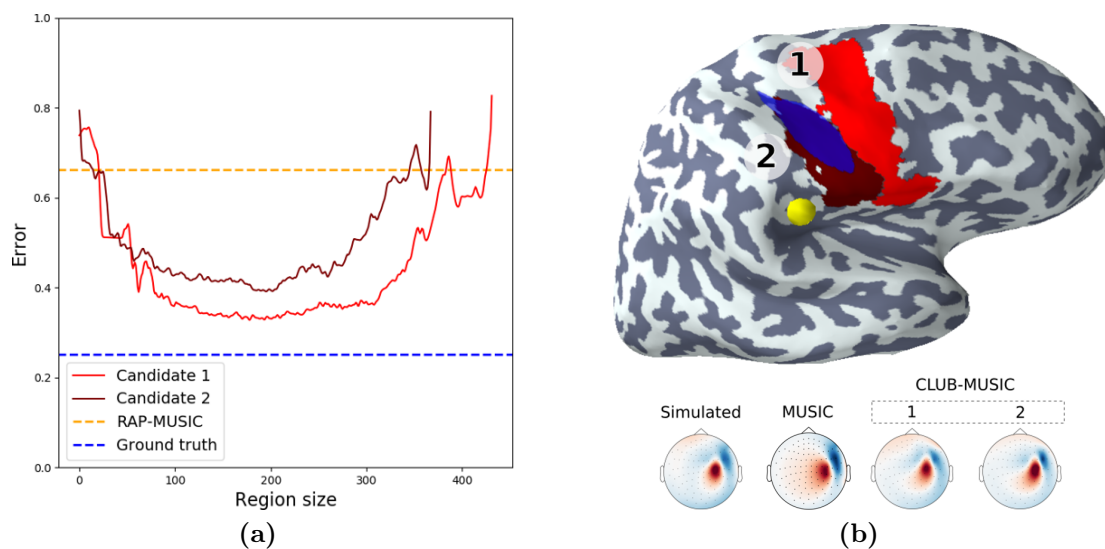 1.0
0.8
0.6
0.4
0.2
0.0
Error
0 100 200 300 400
Region size
Candidate 1
Candidate 2
RAP-MUSIC
Ground truth
(a)
1
2
CLUB-MUSIC
Simulated MUSIC 1 2
(b)